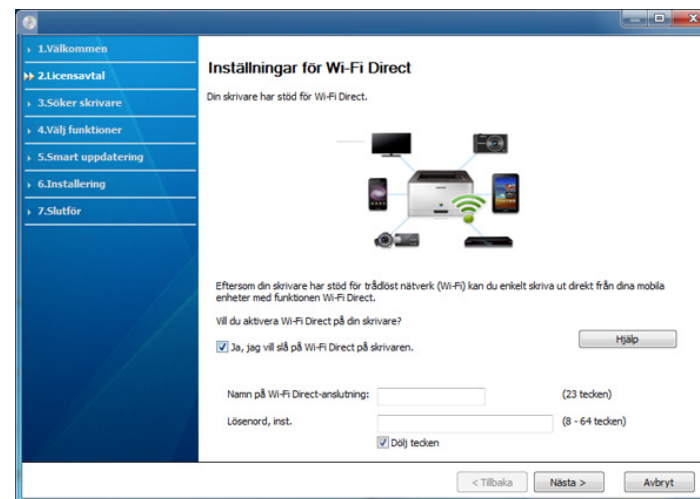 1.Välkommen
2.Licensavtal
3.Söker skrivare
4.Välj funktioner
5.Smart uppdatering
6.Installering
7.Slutför
Inställningar för Wi-Fi Direct
Din skrivare har stöd för Wi-Fi Direct.
Eftersom din skrivare har stöd för trådlöst nätverk (Wi-Fi) kan du enkelt skriva ut direkt från dina mobila
enheter med funktionen Wi-Fi Direct.
Vill du aktivera Wi-Fi Direct på din skrivare?
Ja, jag vill slå på Wi-Fi Direct på skrivaren.
Hjälp
Namn på Wi-Fi Direct-anslutning: (23 tecken)
Lösenord, inst. (8 - 64 tecken)
Dölj tecken
< Tillbaka Nästa > Avbryt